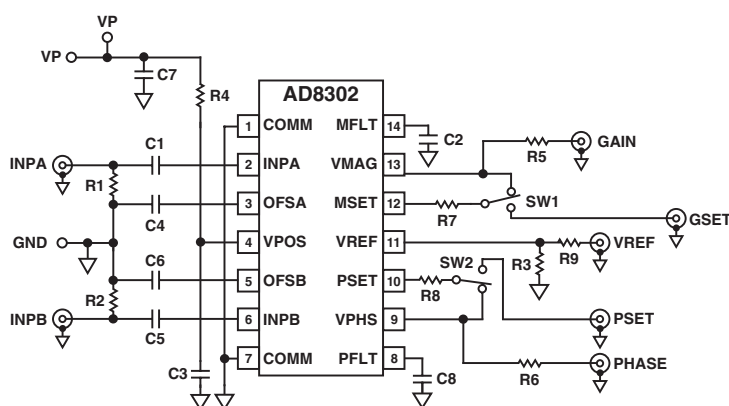 VP
VP
C7
R4
AD8302
1 COMM MFLT 14
C2
R5
GAIN
INPA
C1
2 INPA VMAG 13
R1
SW1
3 OFSA MSET 12
R7
C4
GSET
GND
4 VPOS VREF 11
R3
R9
VREF
C6
SW2
5 OFSB PSET 10
R8
R2
INPB
C5
6 INPB VPHS 9
PSET
C3
7 COMM PFLT 8
C8
R6
PHASE